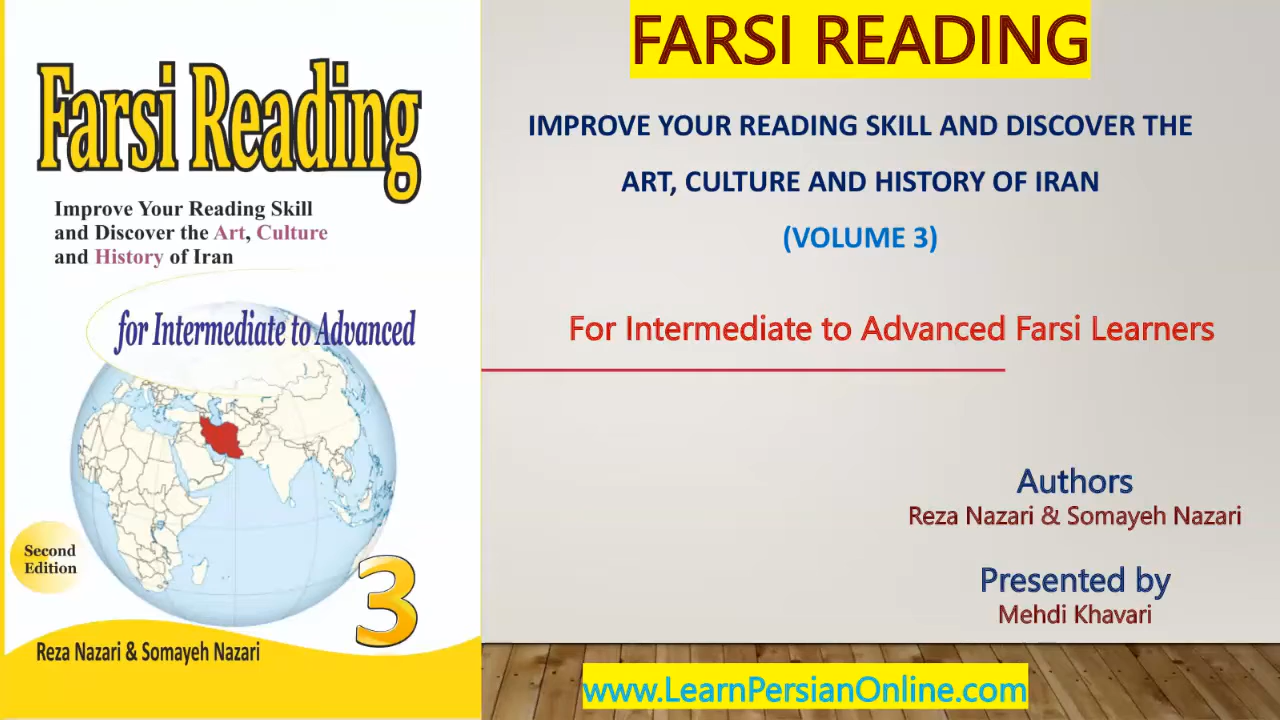 Farsi Reading
Improve Your Reading Skill
and Discover the Art, Culture
and History of Iran
for Intermediate to Advanced
Second
Edition
3
Reza Nazari & Somayeh Nazari
FARSI READING
IMPROVE YOUR READING SKILL AND DISCOVER THE
ART, CULTURE AND HISTORY OF IRAN
(VOLUME 3)
For Intermediate to Advanced Farsi Learners
Authors
Reza Nazari & Somayeh Nazari
Presented by
Mehdi Khavari
www.LearnPersianOnline.com